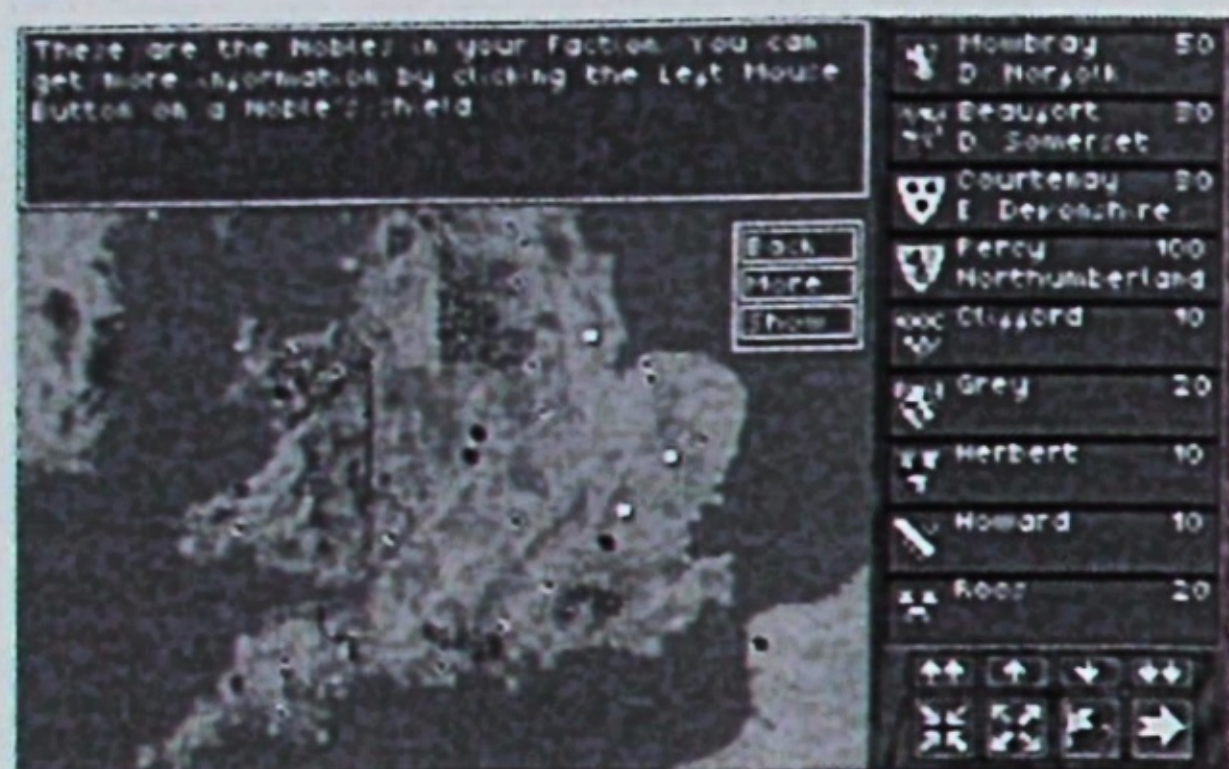 These are the Nobles in your Faction. You can
get more information by clicking the Left Mouse
Button on a Noble's shield.
Back
More
Show
Mowbray 50
D. Norfolk
Beaufort 30
D. Somerset
Courtenay 30
E. Devonshire
Percy 100
Northumberland
Clifford 10
Grey 20
Herbert 10
Howard 10
Roos 20